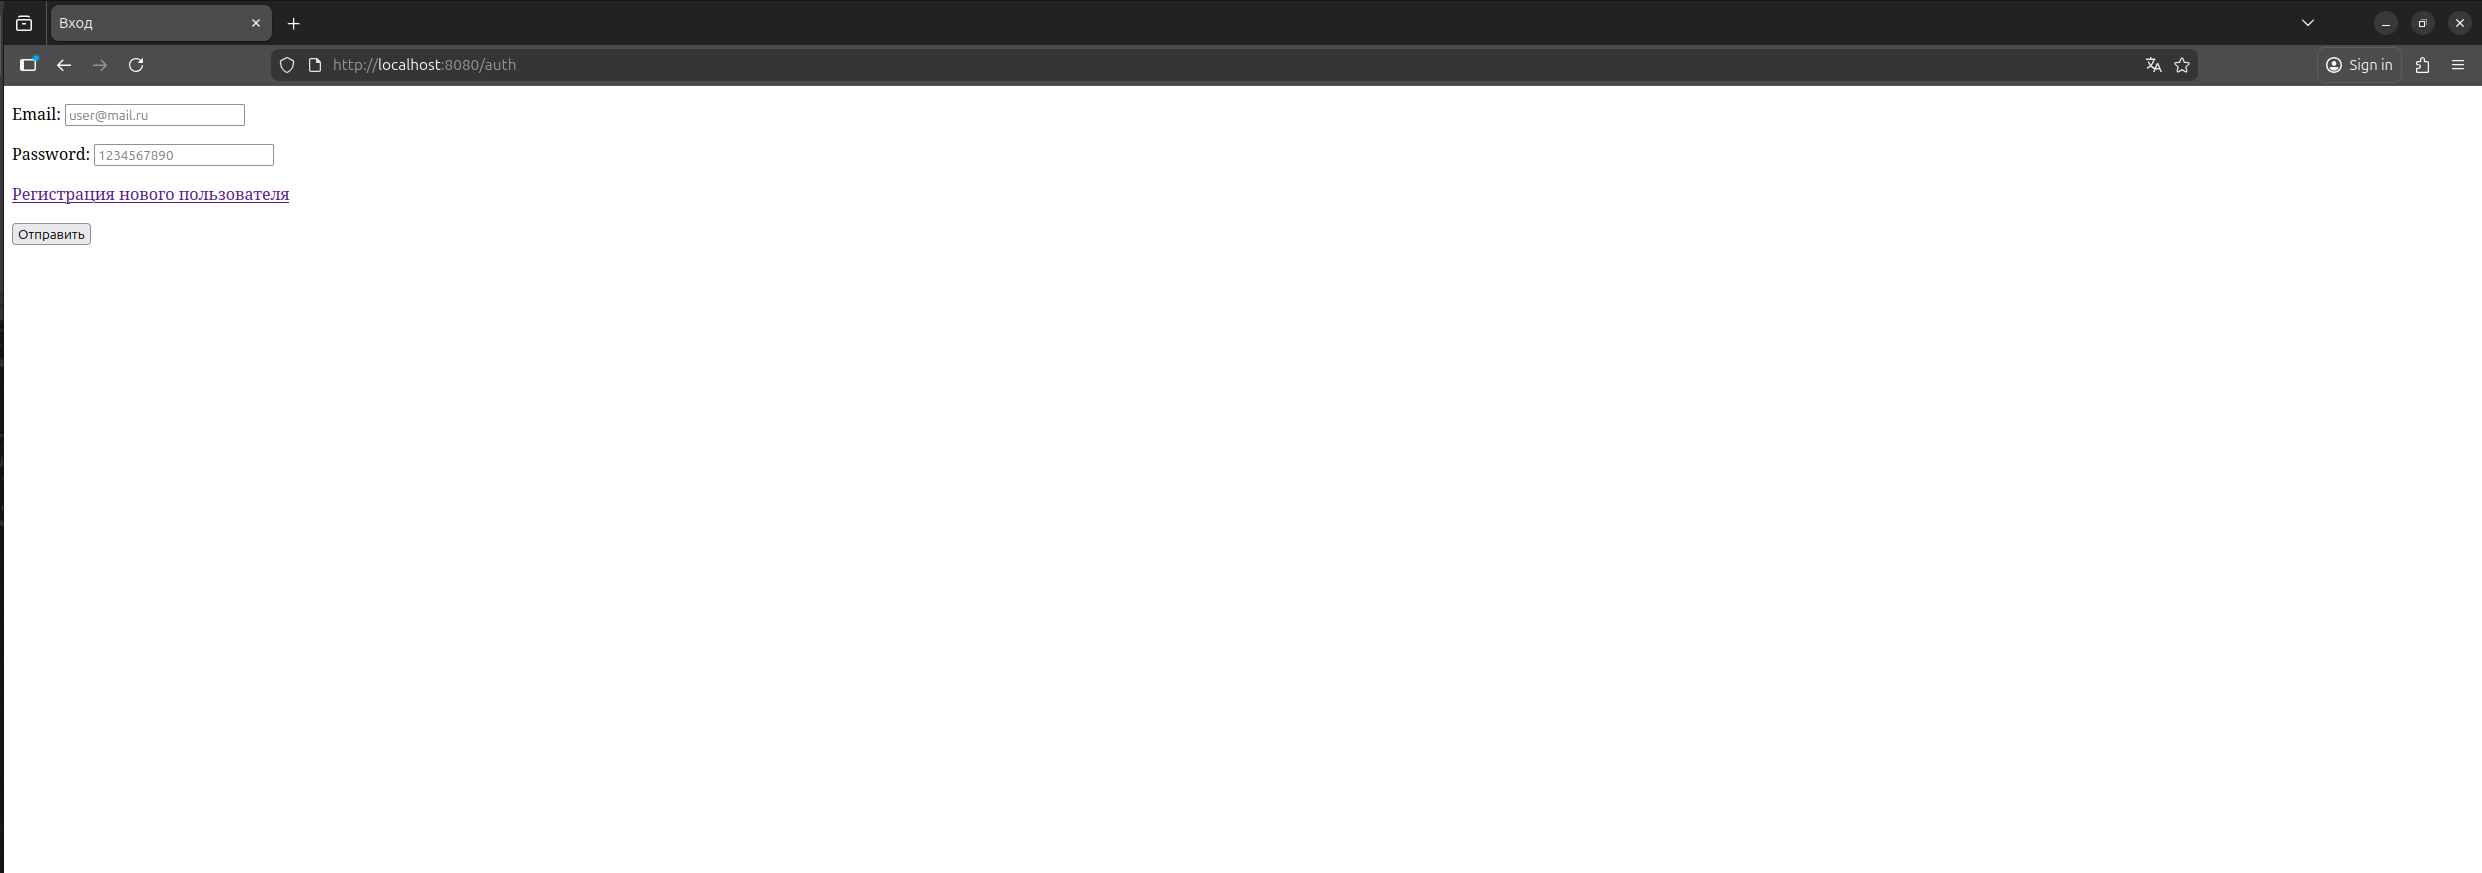 Вход
http://localhost:8080/auth
Sign in
Email: user@mail.ru
Password: 1234567890
Регистрация нового пользователя
Отправить